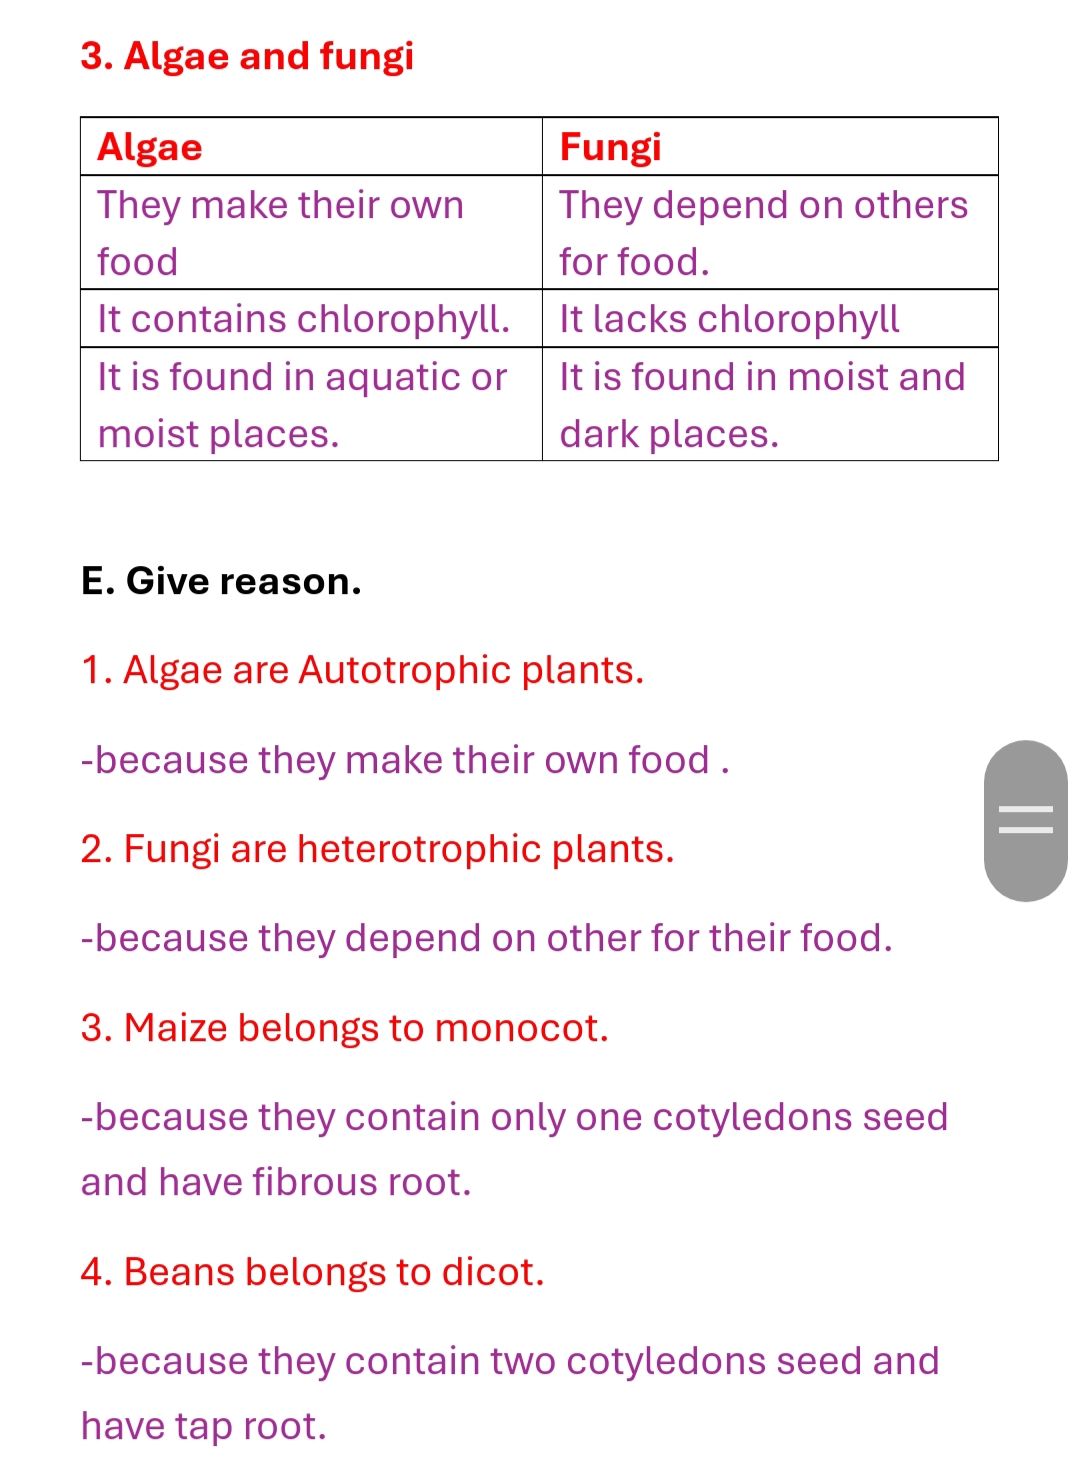 3. Algae and fungi
Algae
Fungi
They make their own
food
They depend on others
for food.
It contains chlorophyll.
It lacks chlorophyll
It is found in aquatic or
moist places.
It is found in moist and
dark places.
E. Give reason.
1. Algae are Autotrophic plants.
-because they make their own food .
2. Fungi are heterotrophic plants.
-because they depend on other for their food.
3. Maize belongs to monocot.
-because they contain only one cotyledons seed
and have fibrous root.
4. Beans belongs to dicot.
-because they contain two cotyledons seed and
have tap root.